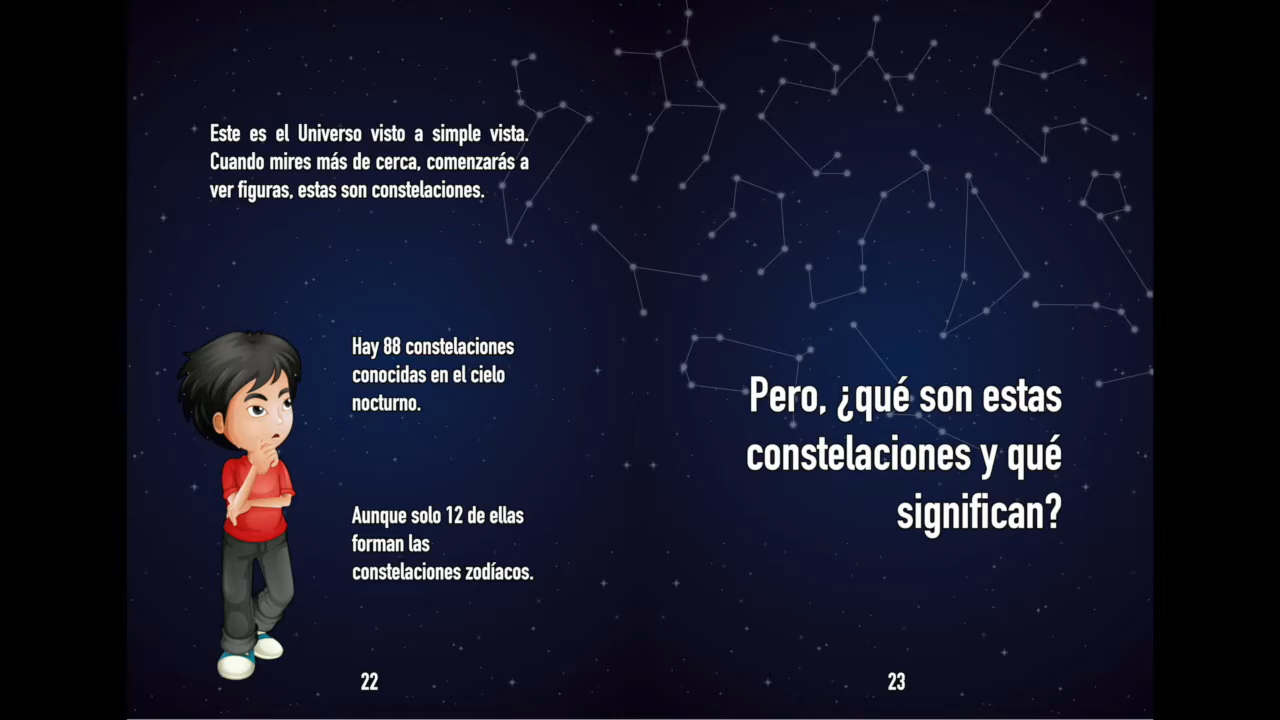 Este es el Universo visto a simple vista.
Cuando mires más de cerca, comenzarás a
ver figuras, estas son constelaciones.
Hay 88 constelaciones
conocidas en el cielo
nocturno.
Aunque solo 12 de ellas
forman las
constelaciones zodíacos.
22
Pero, ¿qué son estas
constelaciones y qué
significan?
23